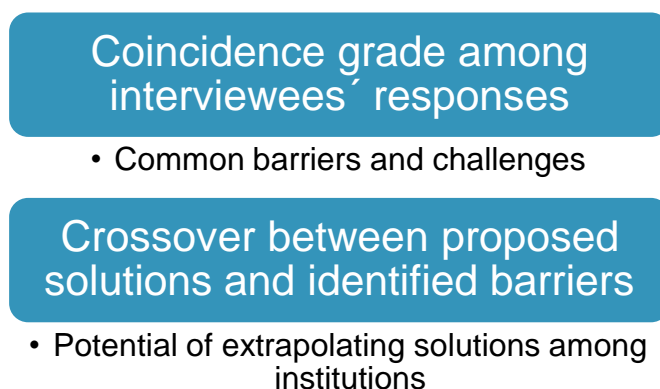 Coincidence grade among
interviewees´ responses
• Common barriers and challenges
Crossover between proposed
solutions and identified barriers
• Potential of extrapolating solutions among
institutions